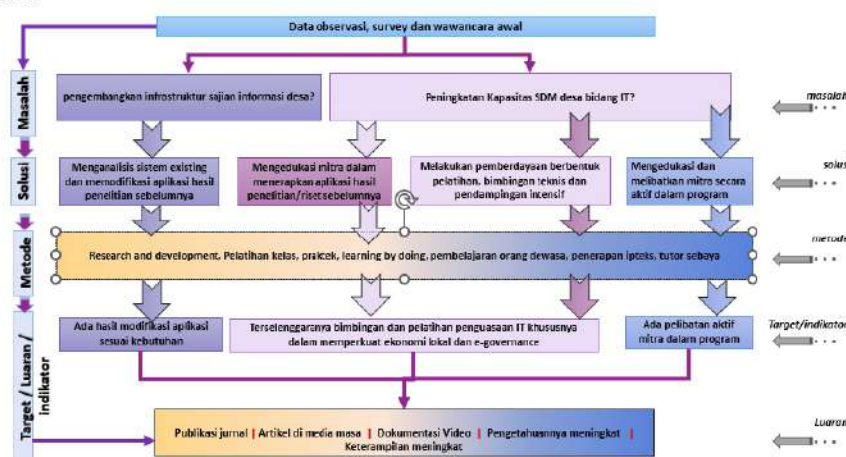 Data observasi, survey dan wawancara awal
Masalah
pengembangkan infrastruktur sajian informasi desa?
Peningkatan Kapasitas SDM desa bidang IT?
masalah
Solusi
Menganalisis sistem existing
dan memodifikasi aplikasi hasil
penelitian sebelumnya
Mengedukasi mitra dalam
menerapkan aplikasi hasil
penelitian/riset sebelumnya
Melakukan pemberdayaan berbentuk
pelatihan, bimbingan teknis dan
pendampingan intensif
Mengedukasi dan
melibatkan mitra secara
aktif dalam program
solusi
Metode
Research and development, Pelatihan kelas, praktek, learning by doing, pembelajaran orang dewasa, penerapan ipteks, tutor sebaya
metode
Target / Luaran /
indikator
Ada hasil modifikasi aplikasi
sesuai kebutuhan
Terselenggaranya bimbingan dan pelatihan penguasaan IT khususnya
dalam memperkuat ekonomi lokal dan e-governance
Ada pelibatan aktif
mitra dalam program
Target/indikator
Publikasi jurnal | Artikel di media masa | Dokumentasi Video | Pengetahuannya meningkat |
Keterampilan meningkat
Luaran